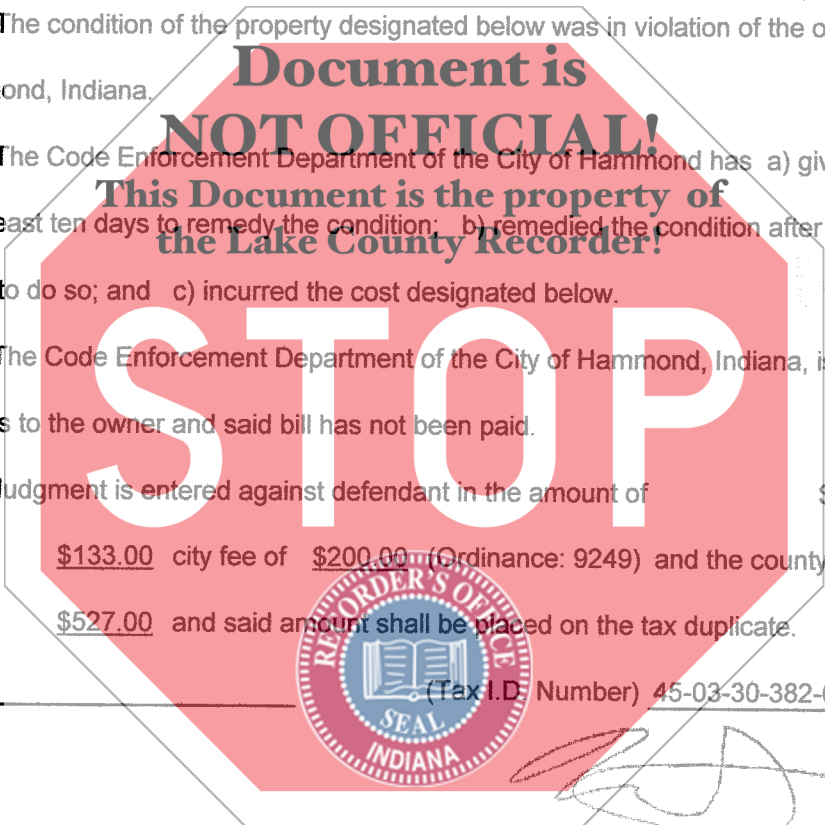 The condition of the property designated below was in violation of the o
Document is
ond, Indiana.
NOT OFFICIAL!
The Code Enforcement Department of the City of Hammond has a) giv
This Document is the property of
east ten days to remedy the condition; b) remedied the condition after
the Lake County Recorder!
to do so; and c) incurred the cost designated below.
STOP
The Code Enforcement Department of the City of Hammond, Indiana, is
s to the owner and said bill has not been paid.
Judgment is entered against defendant in the amount of $
$133.00 city fee of $200.00 (Ordinance: 9249) and the county
$527.00 and said amount shall be placed on the tax duplicate.
RECORDER'S OFFICE
(Tax I.D. Number) 45-03-30-382-
SEAL
INDIANA